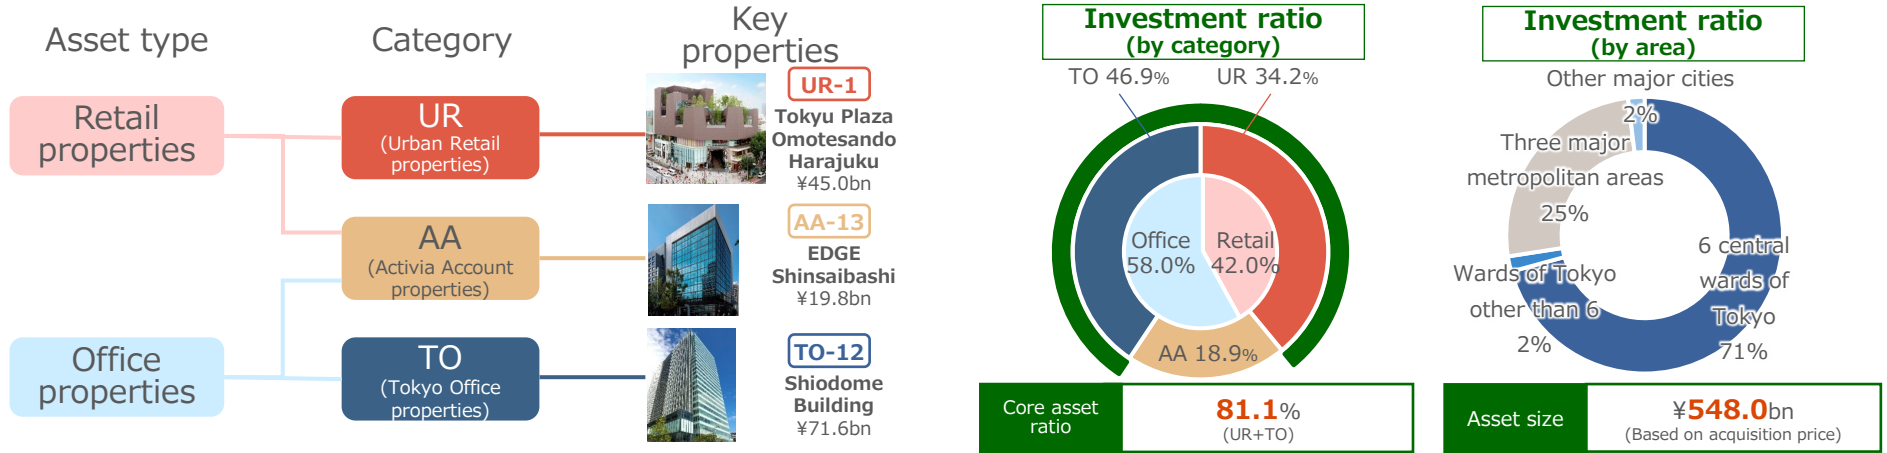 Asset type
Category
Key
properties
Retail
properties
UR
(Urban Retail
properties)
UR-1
Tokyu Plaza
Omotesando
Harajuku
¥45.0bn
AA
(Activia Account
properties)
AA-13
EDGE
Shinsaibashi
¥19.8bn
Office
properties
TO
(Tokyo Office
properties)
TO-12
Shiodome
Building
¥71.6bn
Investment ratio
(by category)
TO 46.9%
UR 34.2%
Office
58.0%
Retail
42.0%
AA 18.9%
Core asset
ratio
81.1%
(UR+TO)
Investment ratio
(by area)
Other major cities
2%
Three major
metropolitan areas
25%
Wards of Tokyo
other than 6
2%
6 central
wards of
Tokyo
71%
Asset size
¥548.0bn
(Based on acquisition price)